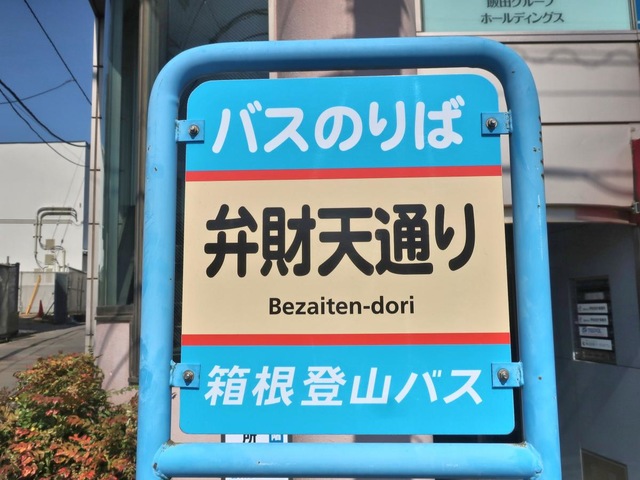 飯田グループ
ホールディングス
バスのりば
弁財天通り
Bezaiten-dori
箱根登山バス
所